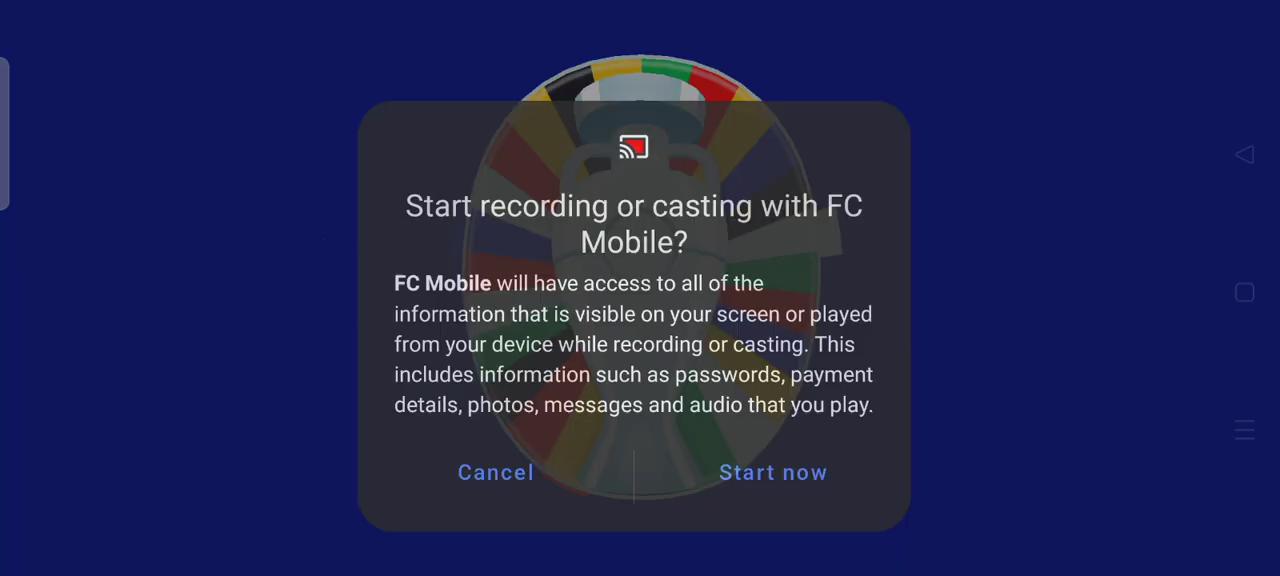 Start recording or casting with FC
Mobile?
FC Mobile will have access to all of the
information that is visible on your screen or played
from your device while recording or casting. This
includes information such as passwords, payment
details, photos, messages and audio that you play.
Cancel
Start now